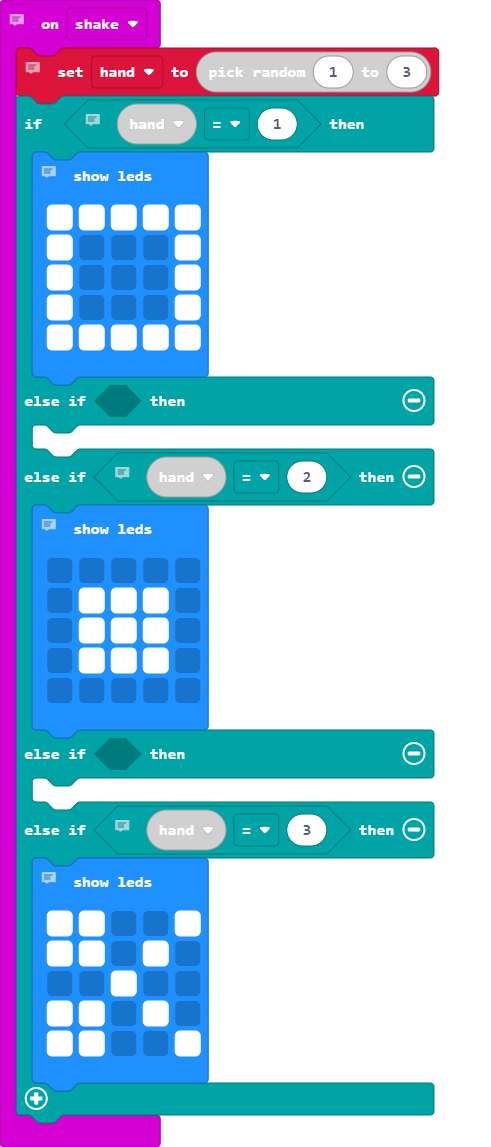 on shake
set hand to pick random 1 to 3
if hand = 1 then
show leds
else if then
else if hand = 2 then
show leds
else if then
else if hand = 3 then
show leds